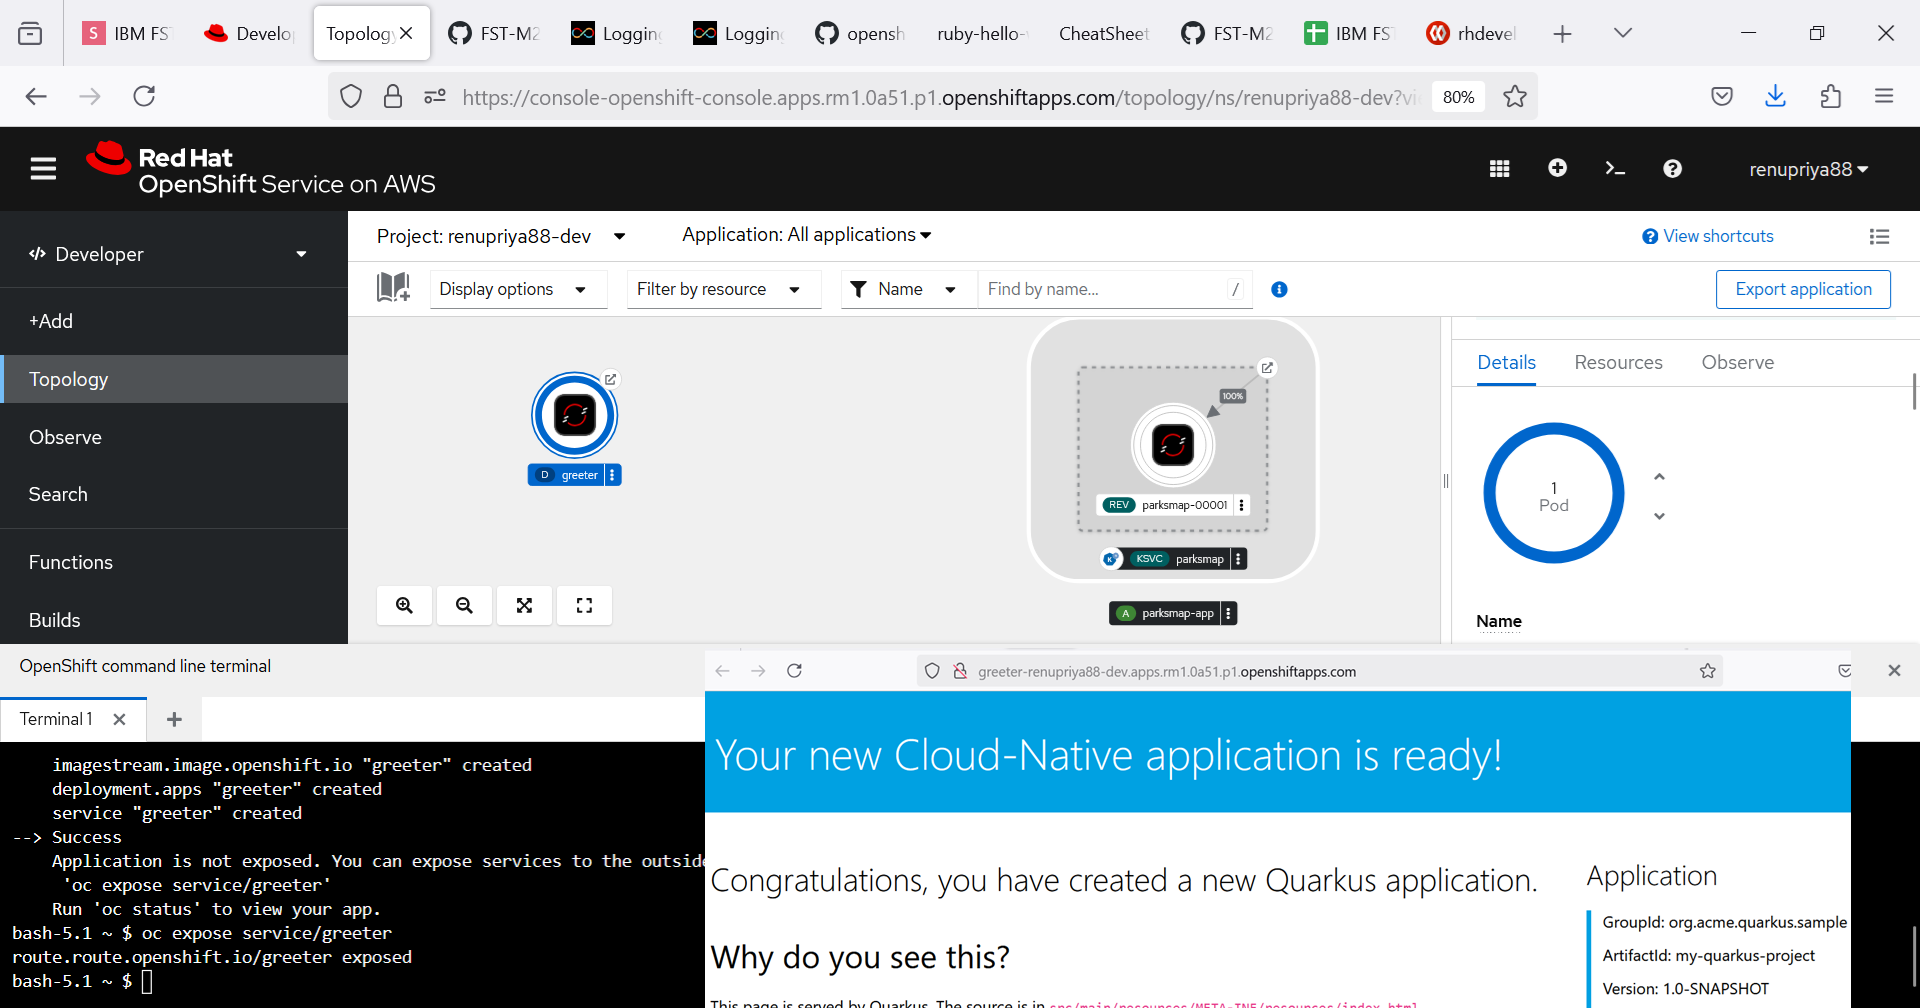 IBM FS
Develo
Topology
FST-M2
Logging
Logging
opensh
ruby-hello-
CheatSheet
FST-M2
IBM FS
rhdevel
https://console-openshift-console.apps.rm1.0a51.p1.openshiftapps.com/topology/ns/renupriya88-dev?vi
80%
Red Hat
OpenShift Service on AWS
renupriya88
Developer
Project: renupriya88-dev
Application: All applications
View shortcuts
Display options
Filter by resource
Name
Find by name...
/
Export application
+Add
Topology
Observe
Search
Functions
Builds
D greeter
100%
REV parksmap-00001
KSVC parksmap
A parksmap-app
Details
Resources
Observe
1
Pod
Name
OpenShift command line terminal
Terminal 1
imagestream.image.openshift.io "greeter" created
deployment.apps "greeter" created
service "greeter" created
--> Success
Application is not exposed. You can expose services to the outside
'oc expose service/greeter'
Run 'oc status' to view your app.
bash-5.1 ~ $ oc expose service/greeter
route.route.openshift.io/greeter exposed
bash-5.1 ~ $
greeter-renupriya88-dev.apps.rm1.0a51.p1.openshiftapps.com
Your new Cloud-Native application is ready!
Congratulations, you have created a new Quarkus application.
Why do you see this?
This page is served by Quarkus. The source is in src/main/resources/META-INF/resources/index.html
Application
GroupId: org.acme.quarkus.sample
ArtifactId: my-quarkus-project
Version: 1.0-SNAPSHOT